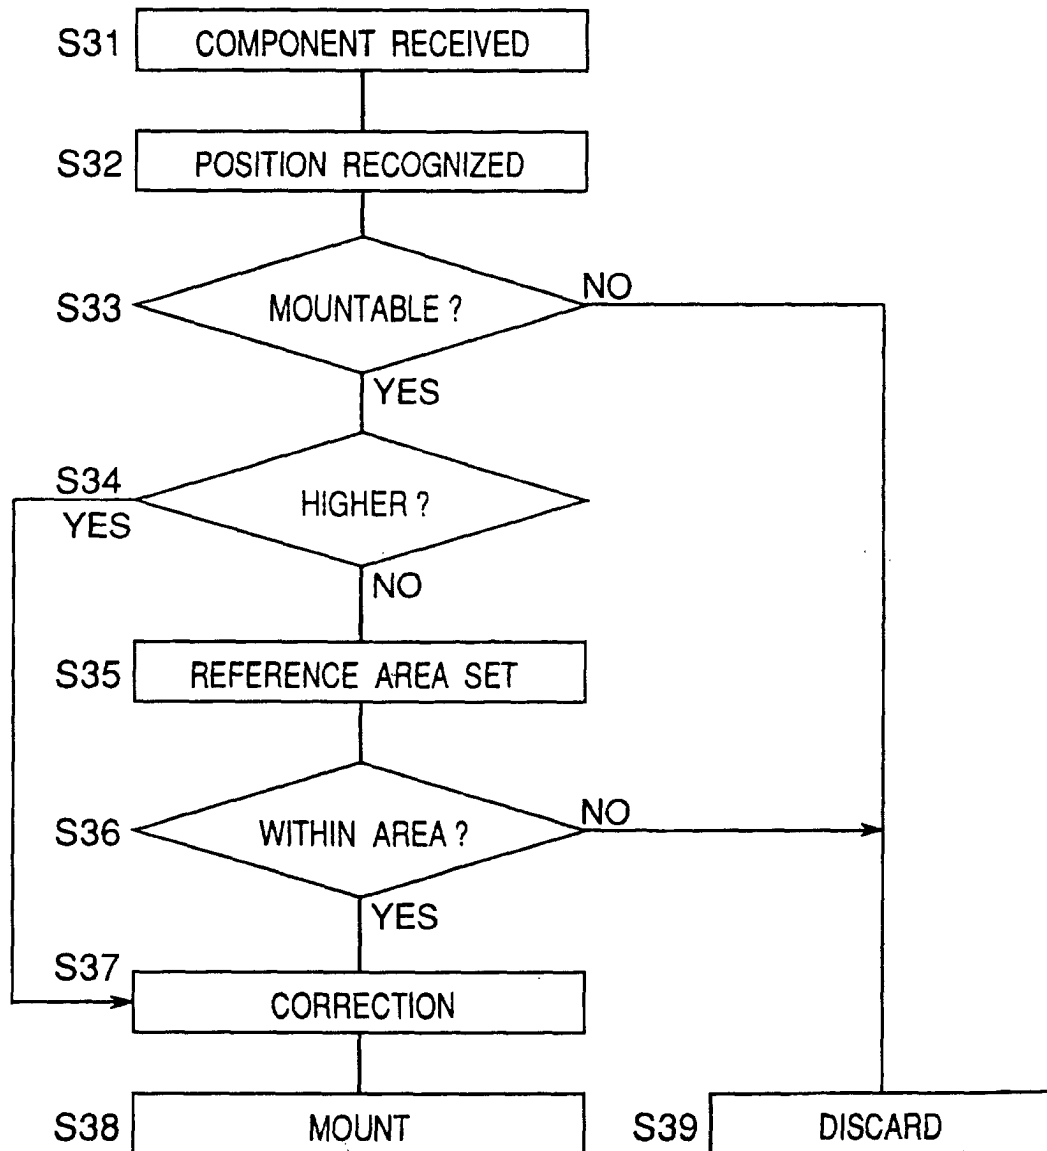 S31 COMPONENT RECEIVED
S32 POSITION RECOGNIZED
S33 MOUNTABLE ? NO
YES
S34 HIGHER ?
YES
NO
S35 REFERENCE AREA SET
S36 WITHIN AREA ? NO
YES
S37 CORRECTION
S38 MOUNT S39 DISCARD